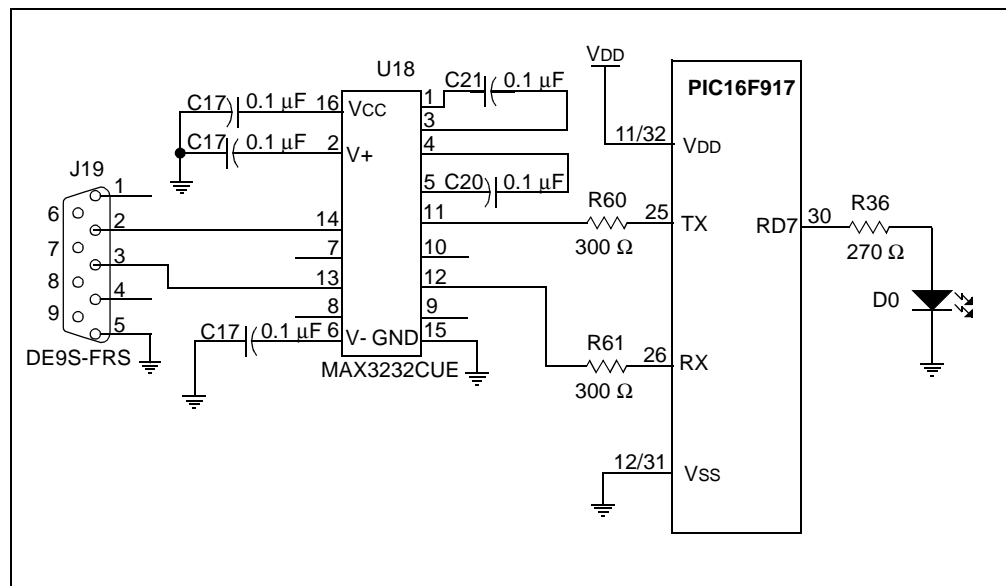 U18
VDD
C21 0.1 µF
PIC16F917
C17 0.1 µF 16 VCC 1
3
11/32 VDD
C17 0.1 µF 2 V+ 4
J19
1
5 C20 0.1 µF
6
2 14 11 R60 25 TX RD7 30 R36
7
7 10 300 Ω 270 Ω
3 13 12
8
4 D0
9 8 9
C17 0.1 µF 6 V- GND 15 R61
5 26 RX
DE9S-FRS MAX3232CUE 300 Ω
12/31 VSS